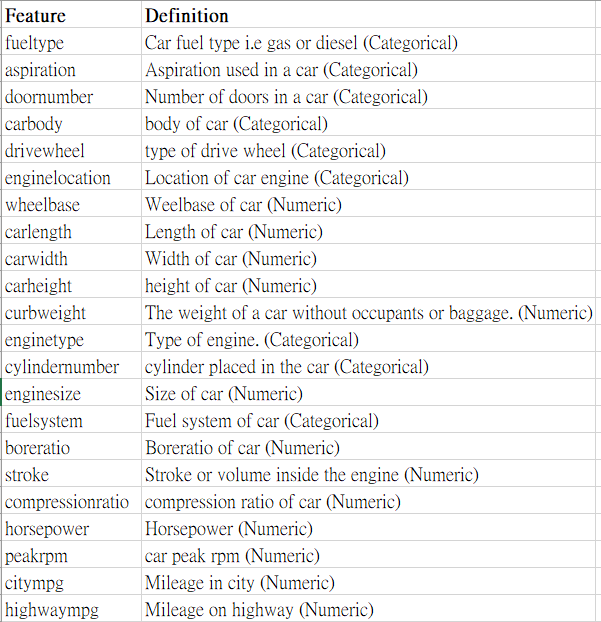 Feature Definition
fueltype Car fuel type i.e gas or diesel (Categorical)
aspiration Aspiration used in a car (Categorical)
doornumber Number of doors in a car (Categorical)
carbody body of car (Categorical)
drivewheel type of drive wheel (Categorical)
enginelocation Location of car engine (Categorical)
wheelbase Weelbase of car (Numeric)
carlength Length of car (Numeric)
carwidth Width of car (Numeric)
carheight height of car (Numeric)
curbweight The weight of a car without occupants or baggage. (Numeric)
enginetype Type of engine. (Categorical)
cylindernumber cylinder placed in the car (Categorical)
enginesize Size of car (Numeric)
fuelsystem Fuel system of car (Categorical)
boreratio Boreratio of car (Numeric)
stroke Stroke or volume inside the engine (Numeric)
compressionratio compression ratio of car (Numeric)
horsepower Horsepower (Numeric)
peakrpm car peak rpm (Numeric)
citympg Mileage in city (Numeric)
highwaympg Mileage on highway (Numeric)